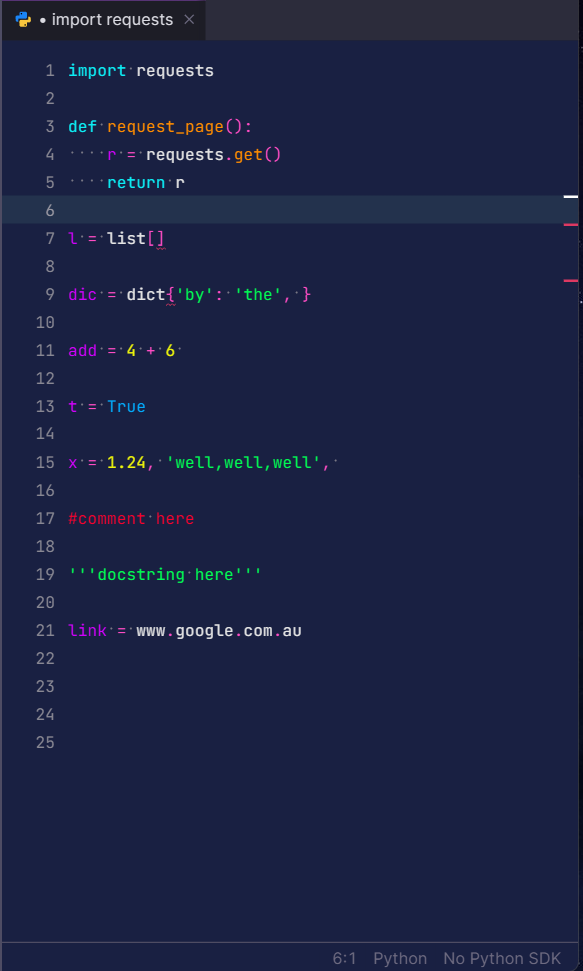 import requests
1 import requests
2
3 def request_page():
4     r = requests.get()
5     return r
6
7 l = list[]
8
9 dic = dict{'by': 'the', }
10
11 add = 4 + 6
12
13 t = True
14
15 x = 1.24, 'well,well,well',
16
17 #comment here
18
19 '''docstring here'''
20
21 link = www.google.com.au
22
23
24
25
6:1 Python No Python SDK